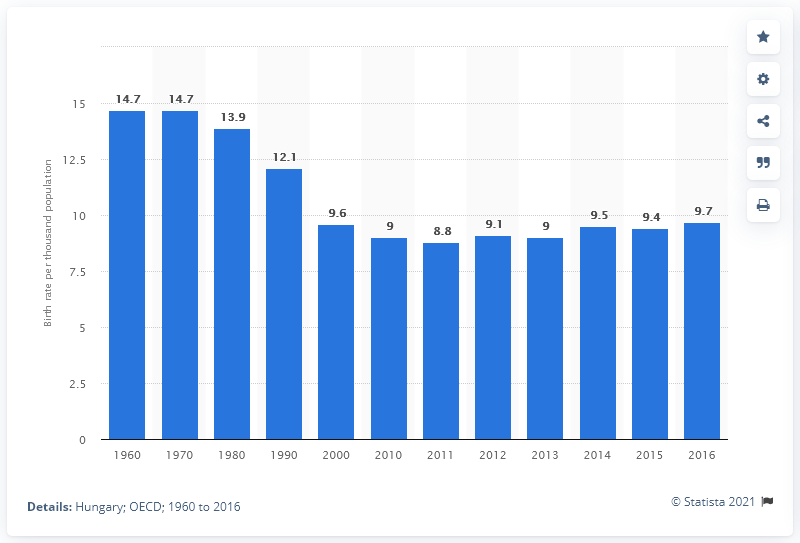 14.7 14.7 13.9 12.1 9.6 9 8.8 9.1 9 9.5 9.4 9.7
15
12.5
10
7.5
5
2.5
0
Birth rate per thousand population
1960 1970 1980 1990 2000 2010 2011 2012 2013 2014 2015 2016
Details: Hungary; OECD; 1960 to 2016
© Statista 2021